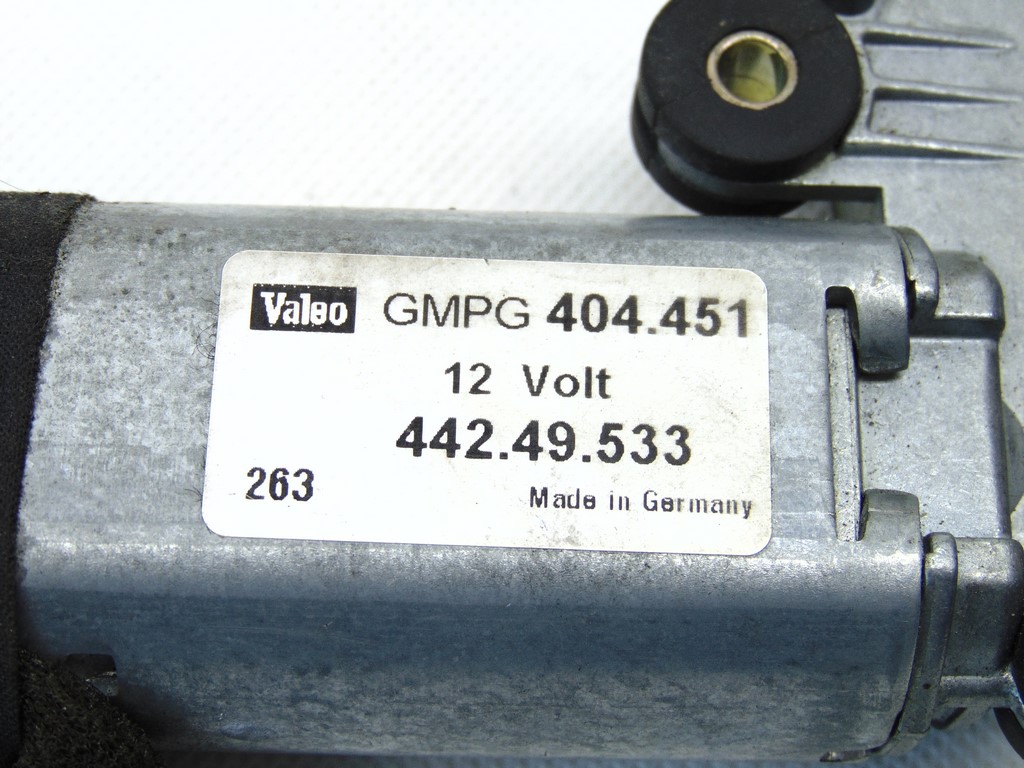 Valeo GMPG 404.451
12 Volt
442.49.533
263 Made in Germany